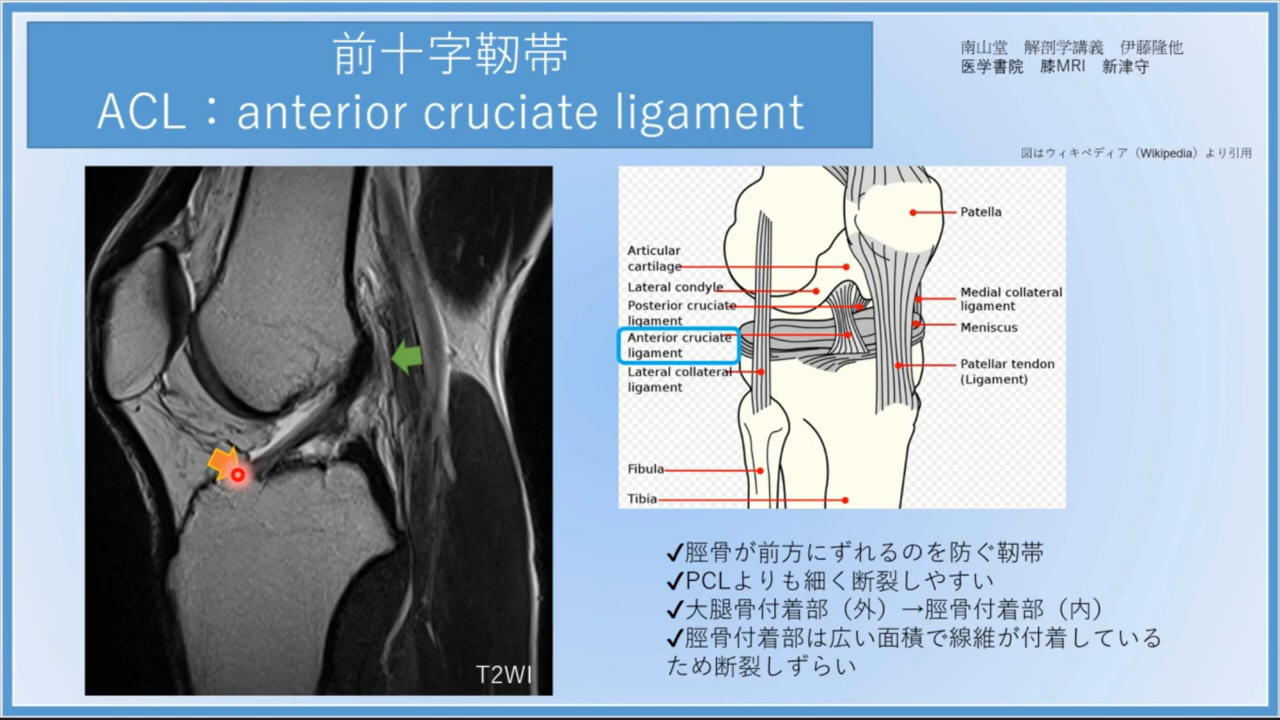 前十字靭帯
ACL：anterior cruciate ligament
南山堂　解剖学講義　伊藤隆他
医学書院　膝MRI　新津守
図はウィキペディア（Wikipedia）より引用
T2WI
Articular
cartilage
Lateral condyle
Posterior cruciate
ligament
Anterior cruciate
ligament
Lateral collateral
ligament
Fibula
Tibia
Patella
Medial collateral
ligament
Meniscus
Patellar tendon
(Ligament)
✓脛骨が前方にずれるのを防ぐ靭帯
✓PCLよりも細く断裂しやすい
✓大腿骨付着部（外）→脛骨付着部（内）
✓脛骨付着部は広い面積で線維が付着している
ため断裂しずらい